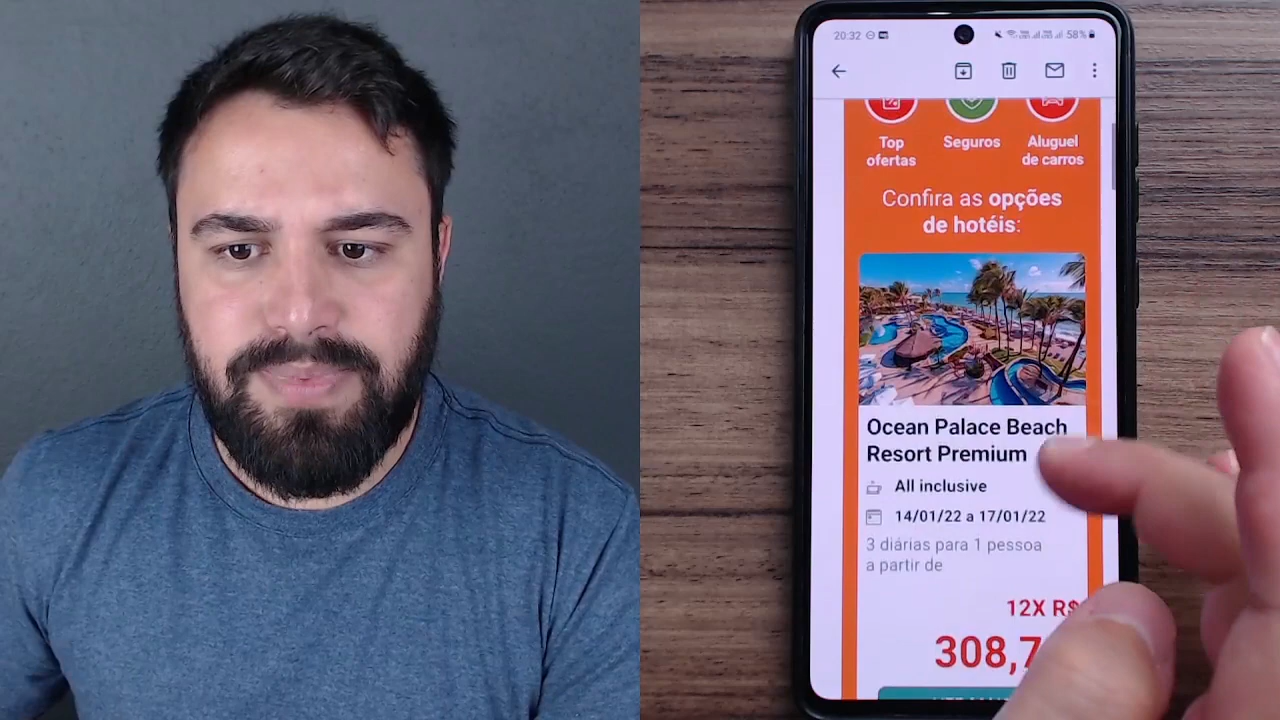 20:32
58%
Top
ofertas
Seguros
Aluguel
de carros
Confira as opções
de hotéis:
Ocean Palace Beach
Resort Premium
All inclusive
14/01/22 a 17/01/22
3 diárias para 1 pessoa
a partir de
12X R$
308,7